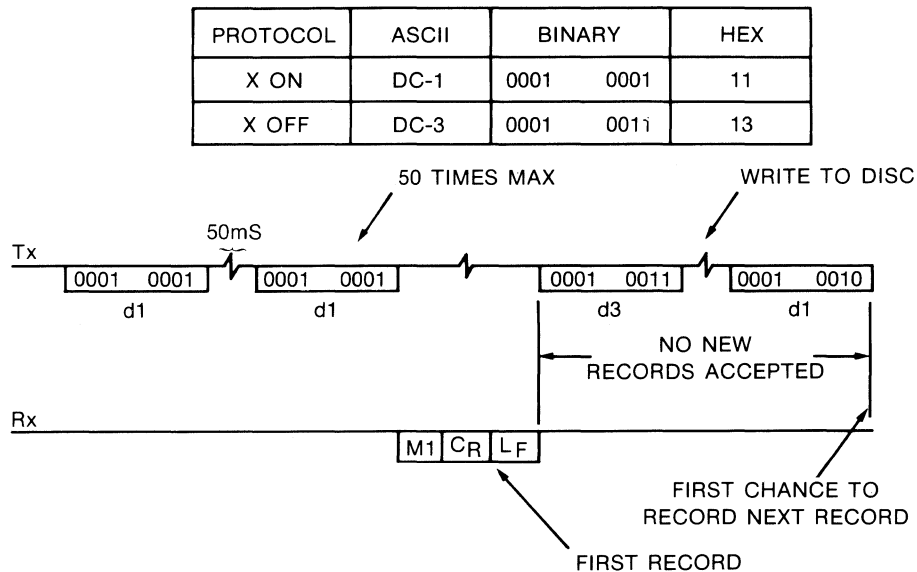 PROTOCOL ASCII BINARY HEX
X ON DC-1 0001 0001 11
X OFF DC-3 0001 0011 13
50 TIMES MAX
WRITE TO DISC
50mS
Tx
0001 0001
0001 0001
0001 0011
0001 0010
d1
d1
d3
d1
NO NEW
RECORDS ACCEPTED
Rx
M1 CR LF
FIRST CHANCE TO
RECORD NEXT RECORD
FIRST RECORD